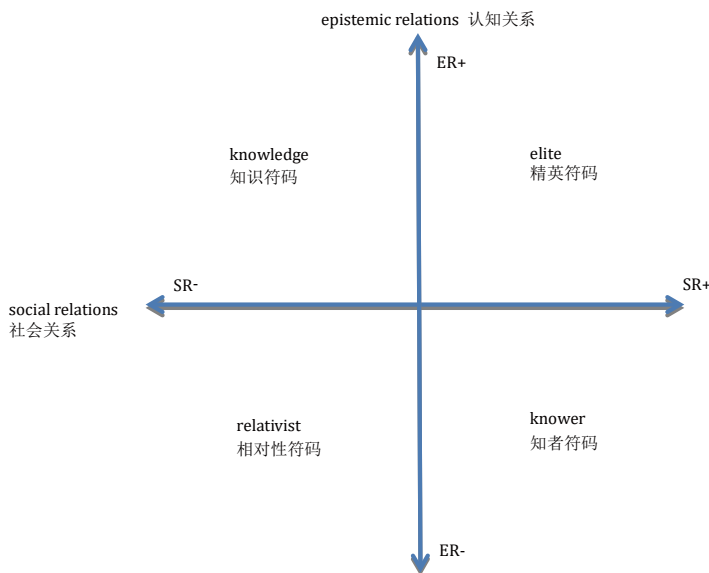 epistemic relations 认知关系
ER+
knowledge
知识符码
elite
精英符码
SR-
SR+
social relations
社会关系
relativist
相对性符码
knower
知者符码
ER-